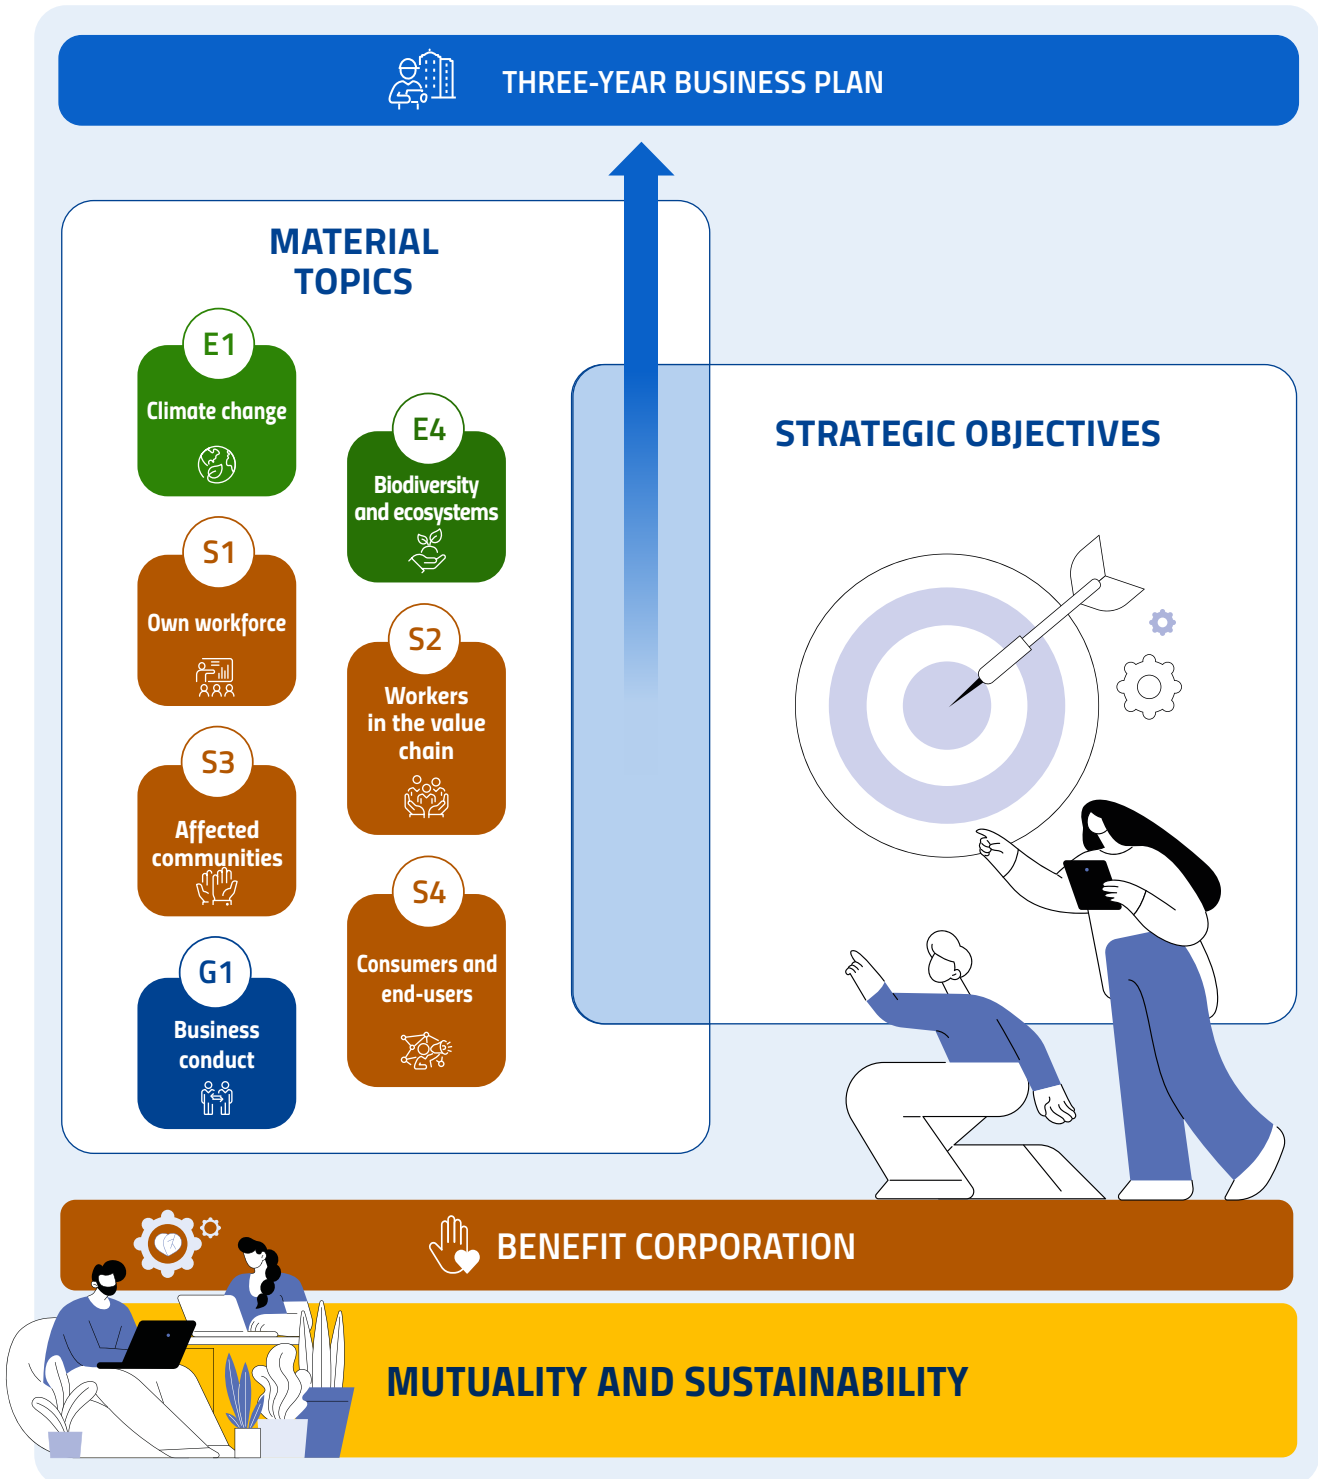 THREE-YEAR BUSINESS PLAN
MATERIAL
TOPICS
E1
Climate change
E4
Biodiversity
and ecosystems
S1
Own workforce
S2
Workers
in the value
chain
S3
Affected
communities
S4
Consumers and
end-users
G1
Business
conduct
STRATEGIC OBJECTIVES
BENEFIT CORPORATION
MUTUALITY AND SUSTAINABILITY